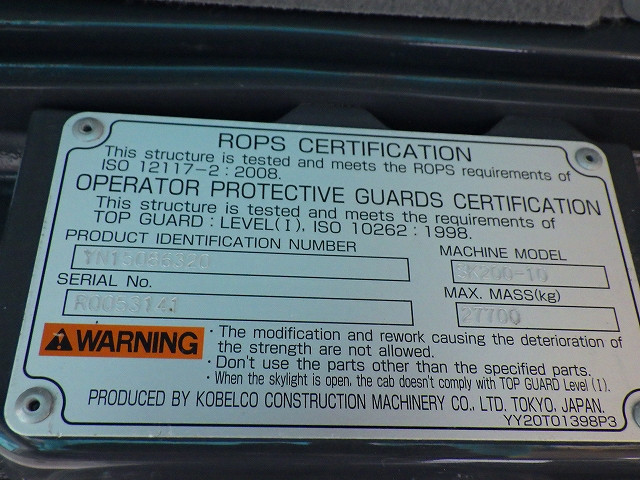 ROPS CERTIFICATION
This structure is tested and meets the ROPS requirements of
ISO 12117-2 : 2008.
OPERATOR PROTECTIVE GUARDS CERTIFICATION
This structure is tested and meets the requirements of
TOP GUARD : LEVEL(I), ISO 10262 : 1998.
PRODUCT IDENTIFICATION NUMBER
MACHINE MODEL
SK200-10
SERIAL No.
R0053141
MAX. MASS(kg)
27700
WARNING
· The modification and rework causing the deterioration of
the strength are not allowed.
· Don't use the parts other than the specified parts.
· When the skylight is open, the cab doesn't comply with TOP GUARD Level (I).
PRODUCED BY KOBELCO CONSTRUCTION MACHINERY CO., LTD. TOKYO, JAPAN.
YY20T01398P3